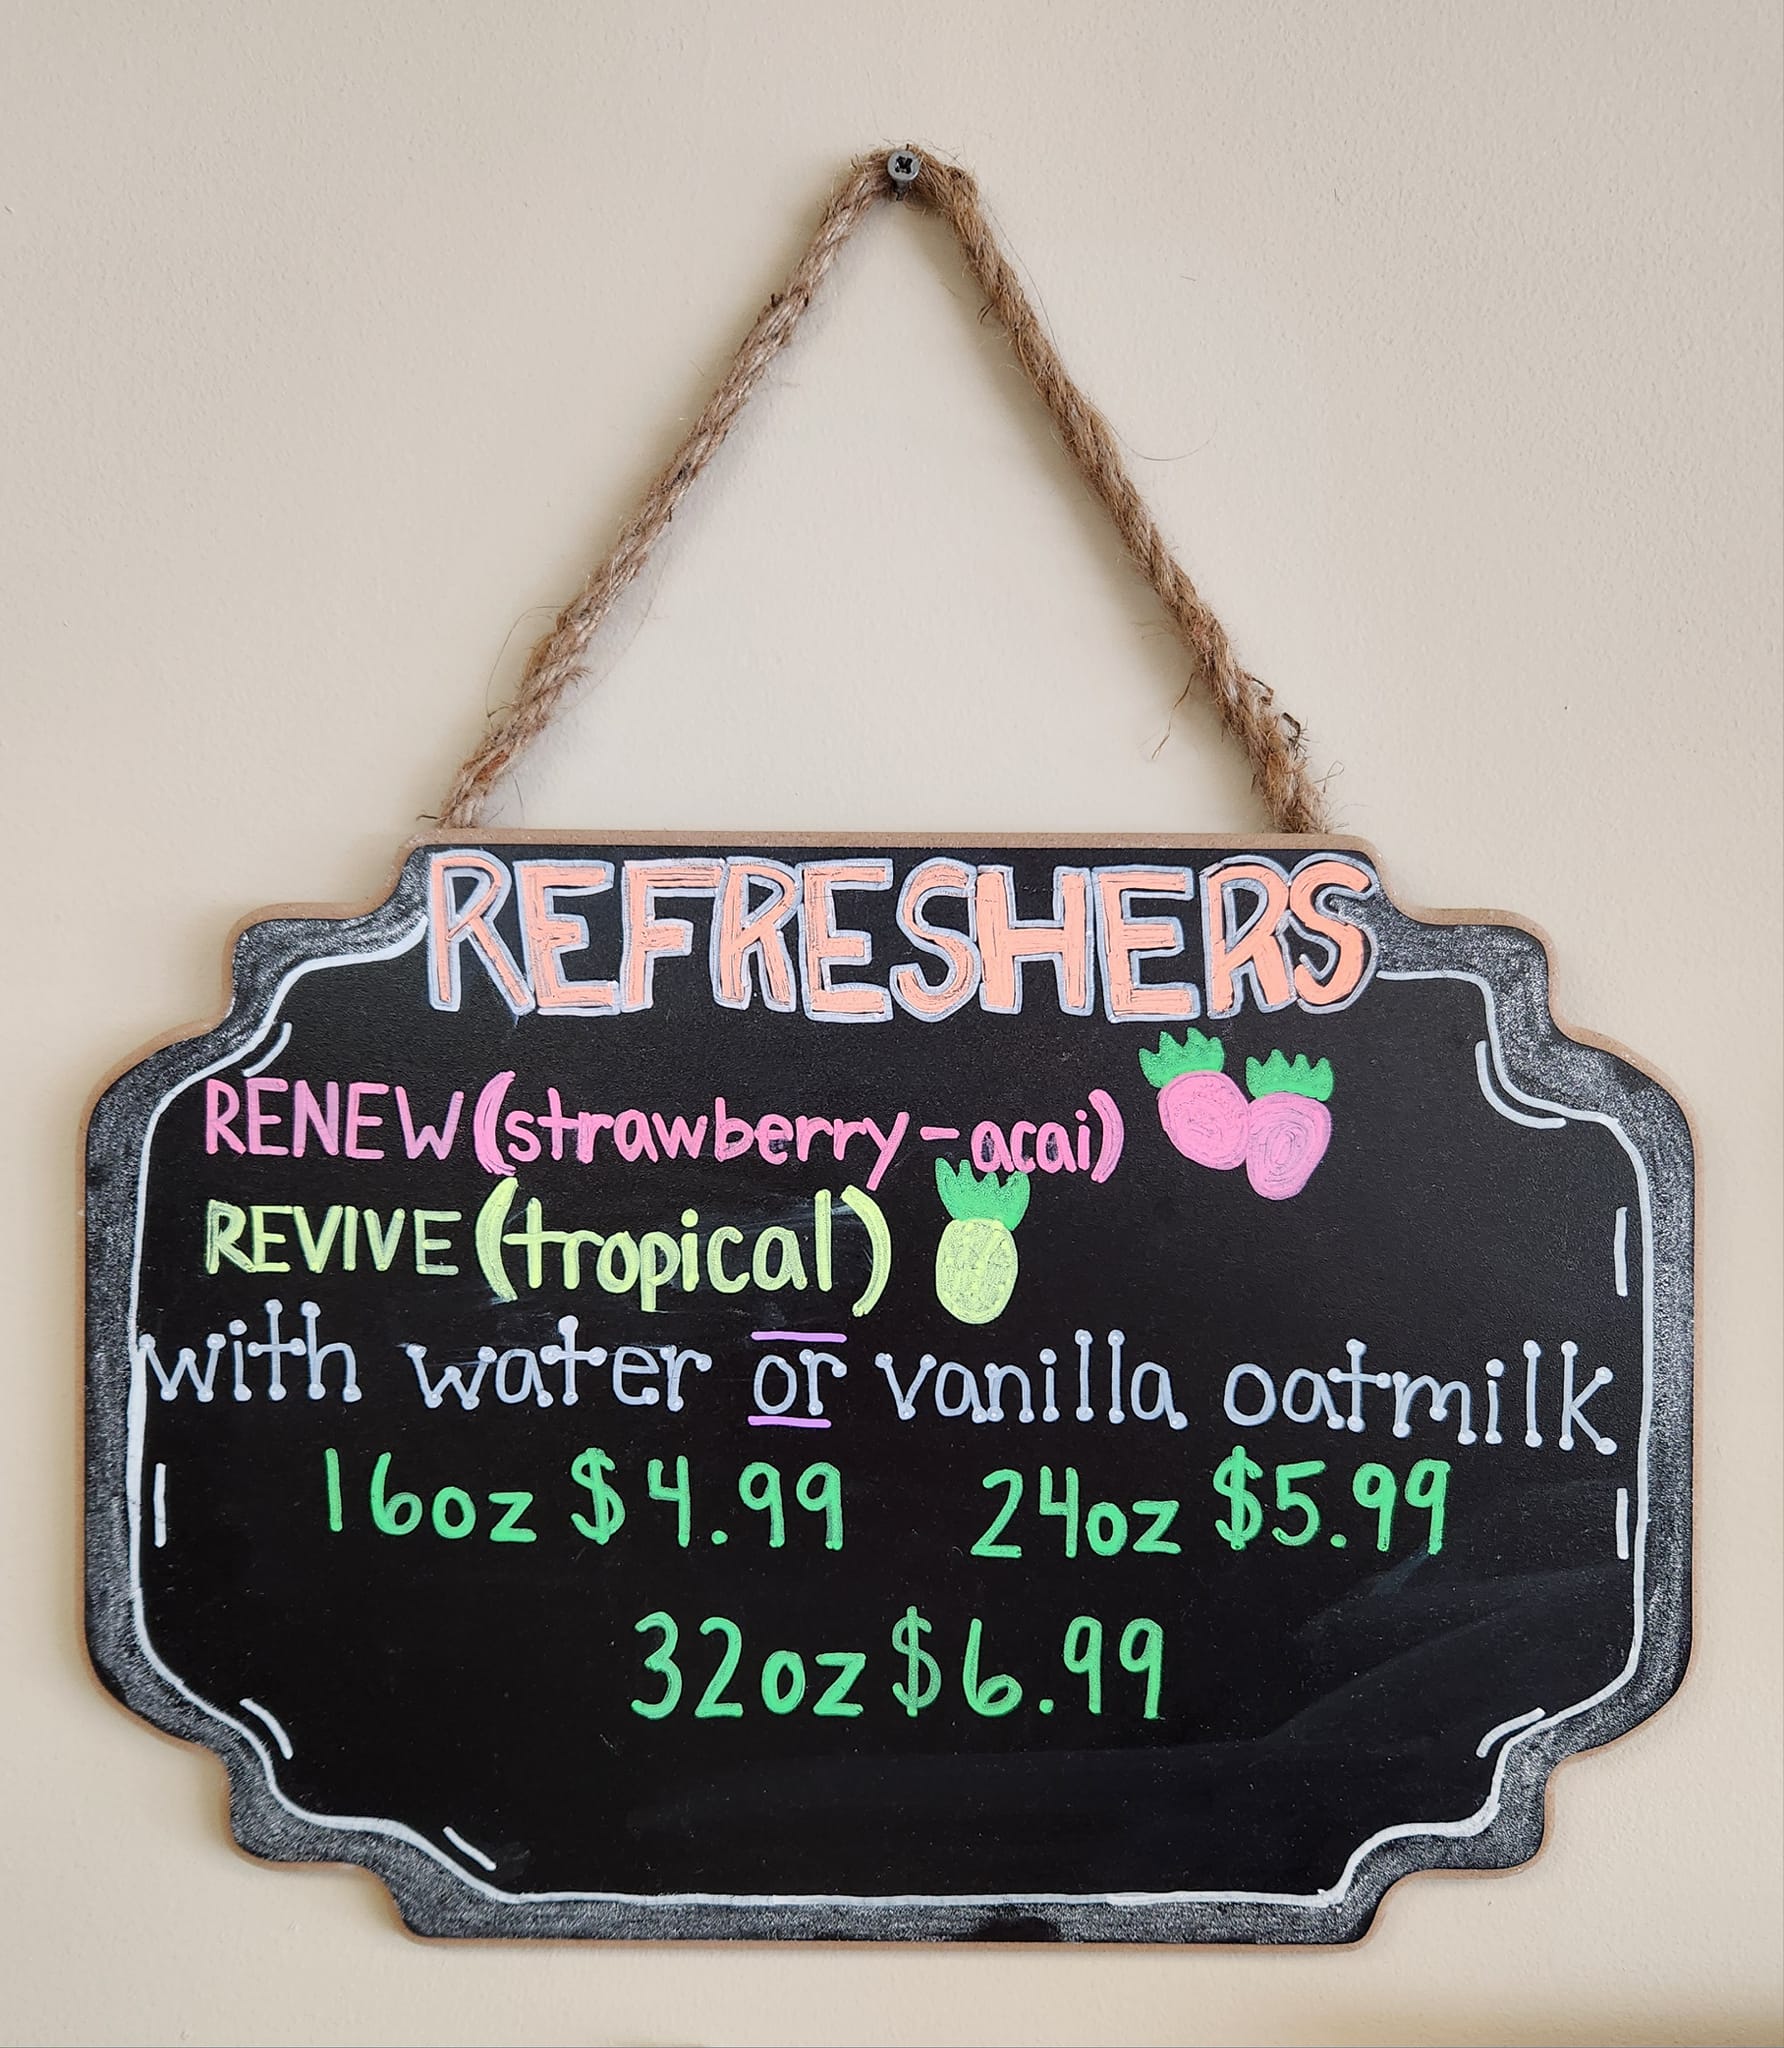 REFRESHERS
RENEW (strawberry-acai)
REVIVE (tropical)
with water or vanilla oatmilk
16oz $4.99 24oz $5.99
32oz $6.99